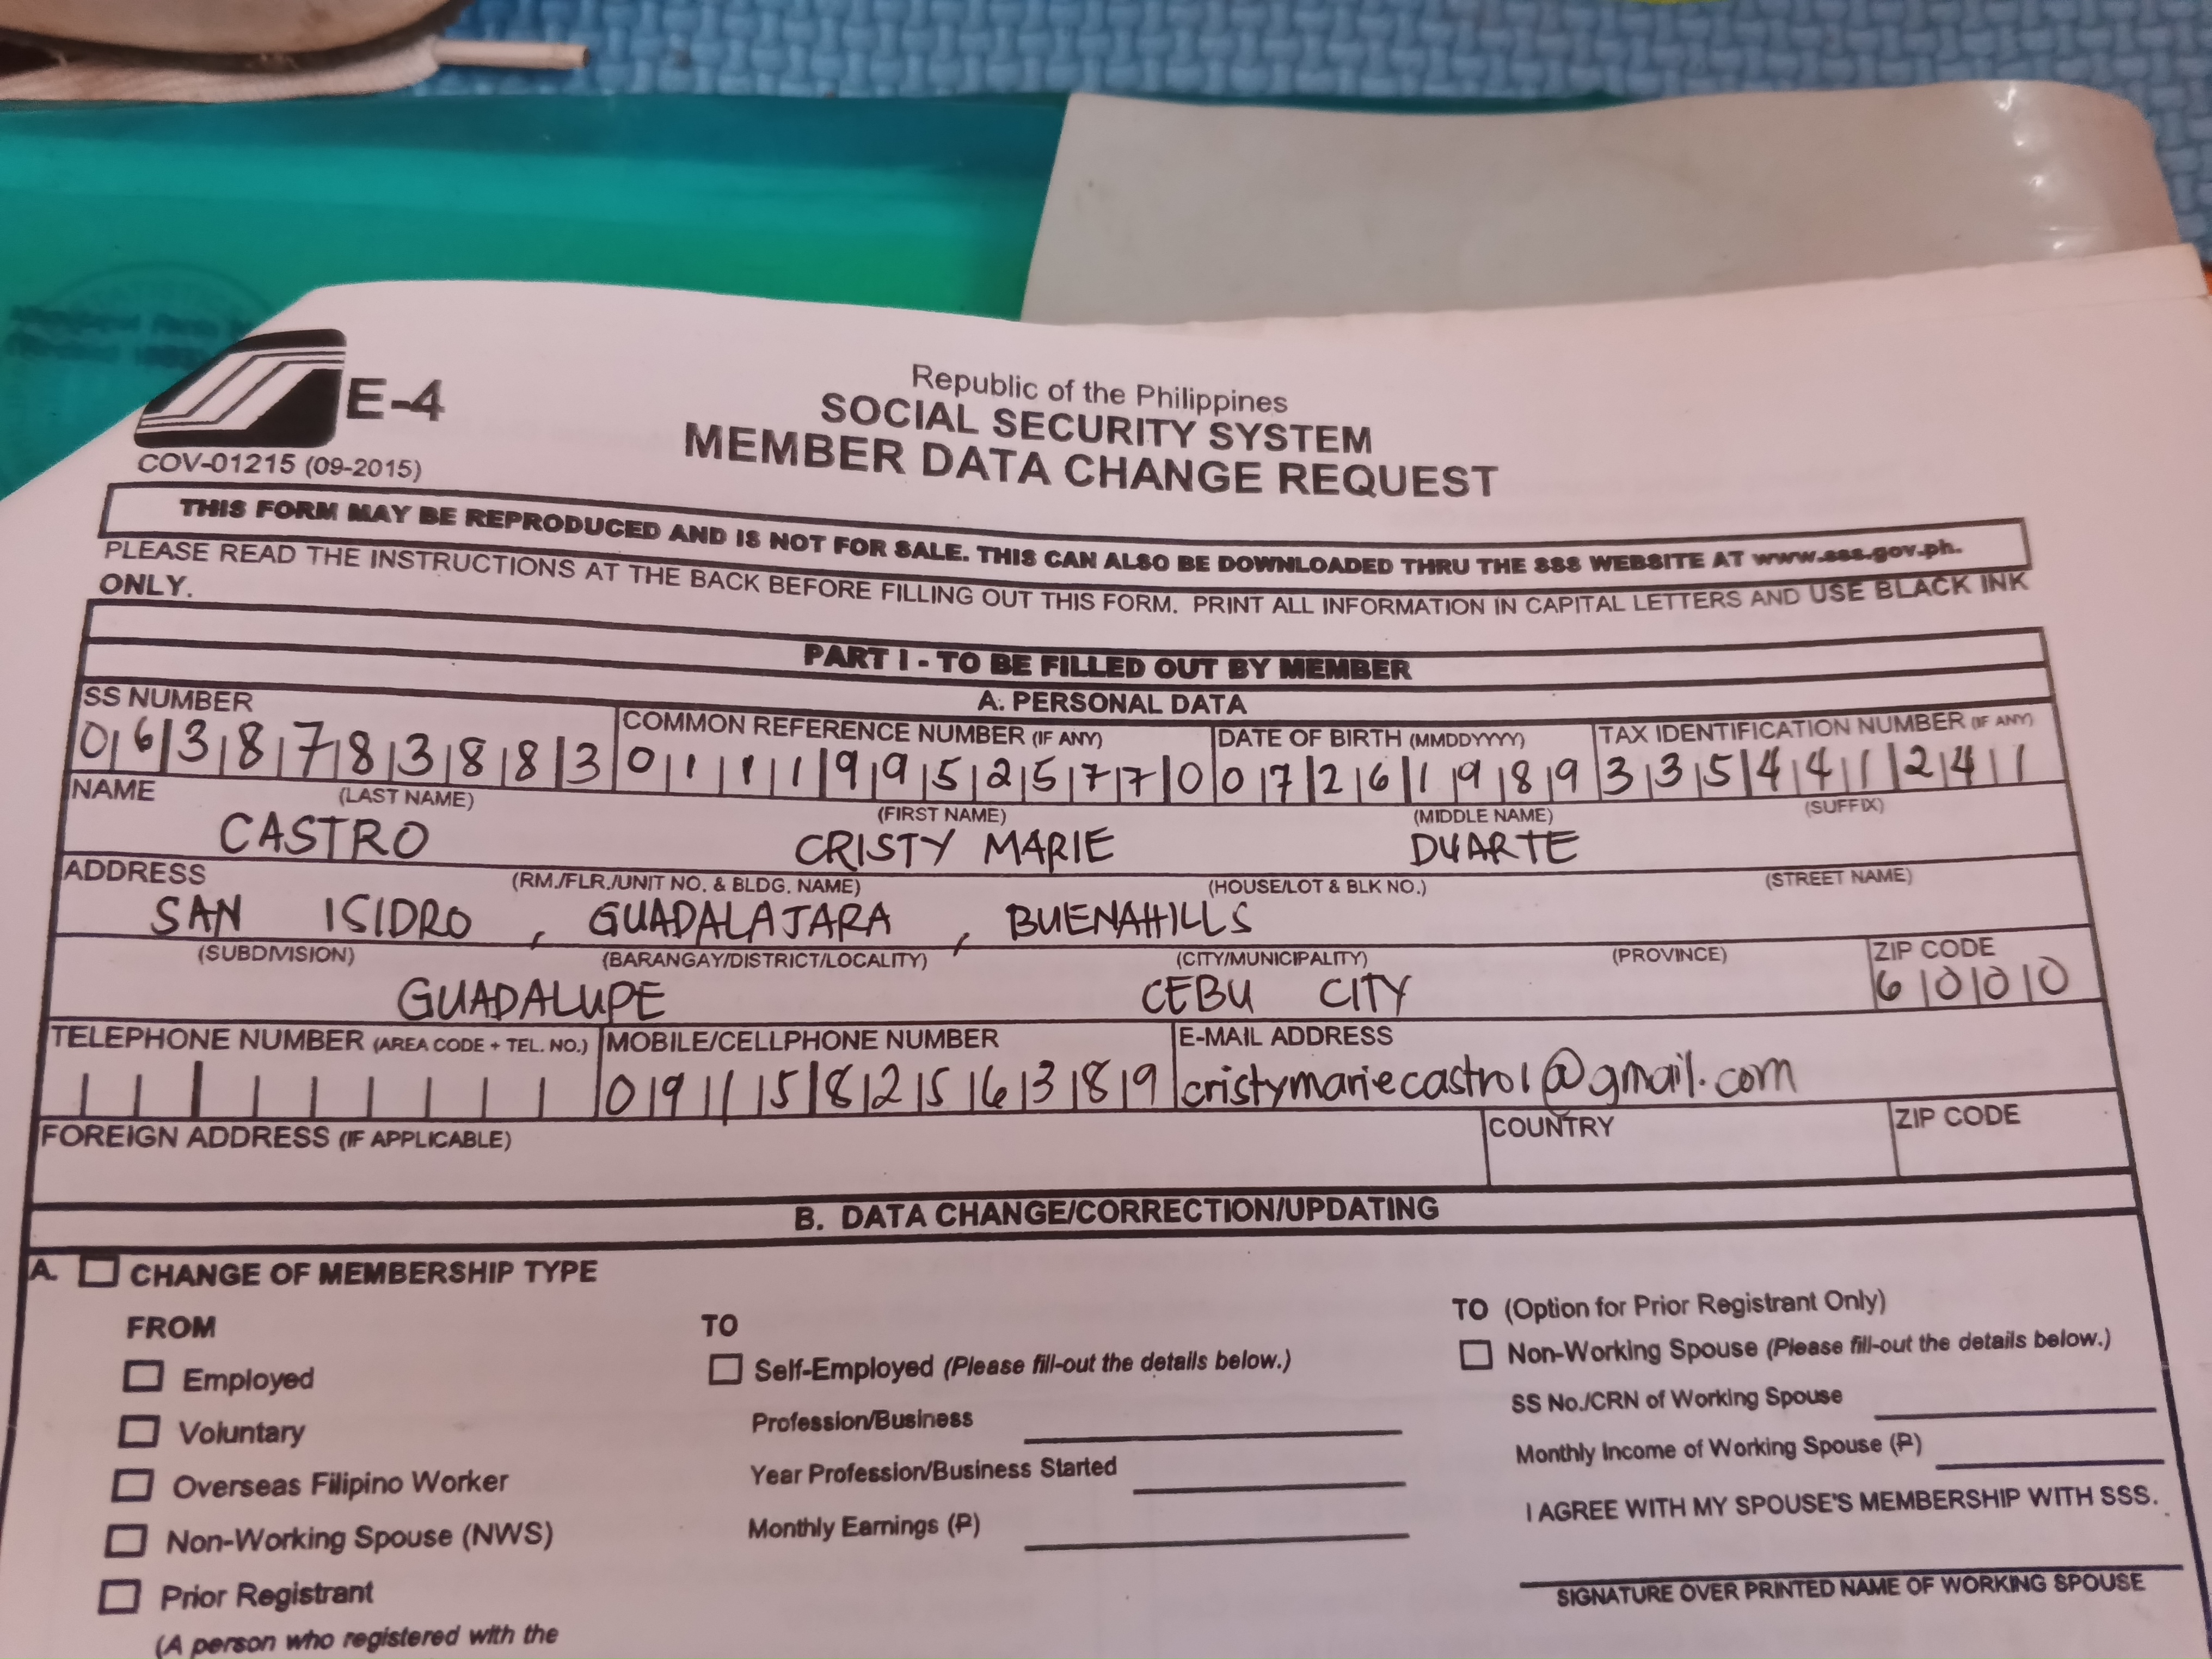 E-4
COV-01215 (09-2015)
Republic of the Philippines
SOCIAL SECURITY SYSTEM
MEMBER DATA CHANGE REQUEST
THIS FORM MAY BE REPRODUCED AND IS NOT FOR SALE. THIS CAN ALSO BE DOWNLOADED THRU THE SSS WEBSITE AT www.sss.gov.ph.
PLEASE READ THE INSTRUCTIONS AT THE BACK BEFORE FILLING OUT THIS FORM. PRINT ALL INFORMATION IN CAPITAL LETTERS AND USE BLACK INK
ONLY.
PART I - TO BE FILLED OUT BY MEMBER
A. PERSONAL DATA
SS NUMBER COMMON REFERENCE NUMBER (IF ANY) DATE OF BIRTH (MMDDYYYY) TAX IDENTIFICATION NUMBER (IF ANY)
0638783883 011199525770 07261989 335441241
NAME (LAST NAME) (FIRST NAME) (MIDDLE NAME) (SUFFIX)
CASTRO CRISTY MARIE DUARTE
ADDRESS (RM./FLR./UNIT NO. & BLDG. NAME) (HOUSE/LOT & BLK NO.) (STREET NAME)
SAN ISIDRO, GUADALAJARA, BUENAHILLS
(SUBDIVISION) (BARANGAY/DISTRICT/LOCALITY) (CITY/MUNICIPALITY) (PROVINCE) ZIP CODE
GUADALUPE CEBU CITY 6000
TELEPHONE NUMBER (AREA CODE + TEL. NO.) MOBILE/CELLPHONE NUMBER E-MAIL ADDRESS
09158256389 cristymariecastro1@gmail.com
FOREIGN ADDRESS (IF APPLICABLE) COUNTRY ZIP CODE
B. DATA CHANGE/CORRECTION/UPDATING
A. CHANGE OF MEMBERSHIP TYPE
FROM TO TO (Option for Prior Registrant Only)
Employed Self-Employed (Please fill-out the details below.) Non-Working Spouse (Please fill-out the details below.)
Voluntary Profession/Business SS No./CRN of Working Spouse
Overseas Filipino Worker Year Profession/Business Started Monthly Income of Working Spouse (₱)
Non-Working Spouse (NWS) Monthly Earnings (₱) I AGREE WITH MY SPOUSE'S MEMBERSHIP WITH SSS.
Prior Registrant SIGNATURE OVER PRINTED NAME OF WORKING SPOUSE
(A person who registered with the